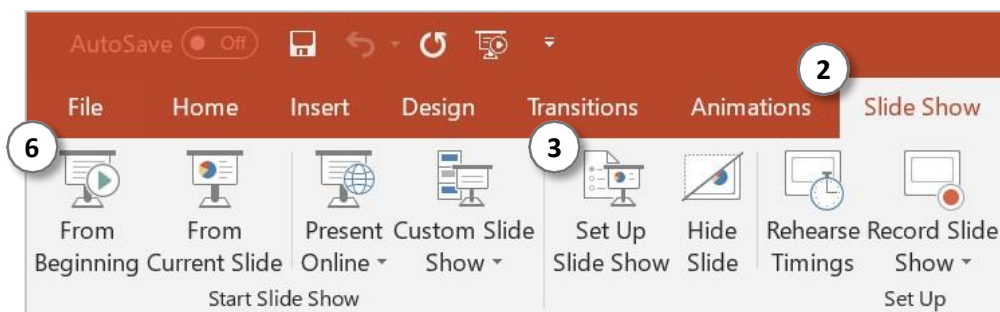 AutoSave Off
2
File Home Insert Design Transitions Animations Slide Show
6
3
From Beginning
From Current Slide
Present Online
Custom Slide Show
Set Up Slide Show
Hide Slide
Rehearse Timings
Record Slide Show
Start Slide Show
Set Up